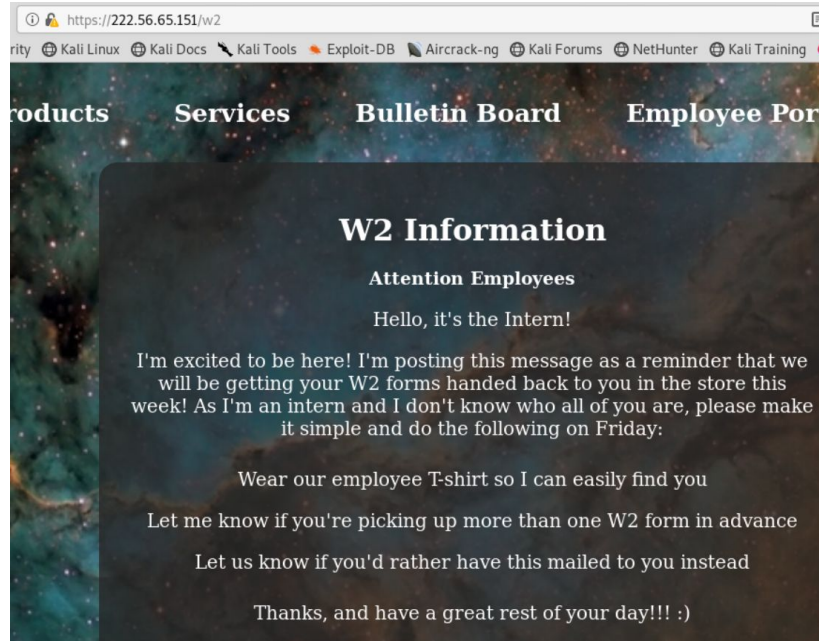 https://222.56.65.151/w2
rity Kali Linux Kali Docs Kali Tools Exploit-DB Aircrack-ng Kali Forums NetHunter Kali Training
roducts Services Bulletin Board Employee Por
W2 Information
Attention Employees
Hello, it's the Intern!
I'm excited to be here! I'm posting this message as a reminder that we
will be getting your W2 forms handed back to you in the store this
week! As I'm an intern and I don't know who all of you are, please make
it simple and do the following on Friday:
Wear our employee T-shirt so I can easily find you
Let me know if you're picking up more than one W2 form in advance
Let us know if you'd rather have this mailed to you instead
Thanks, and have a great rest of your day!!! :)